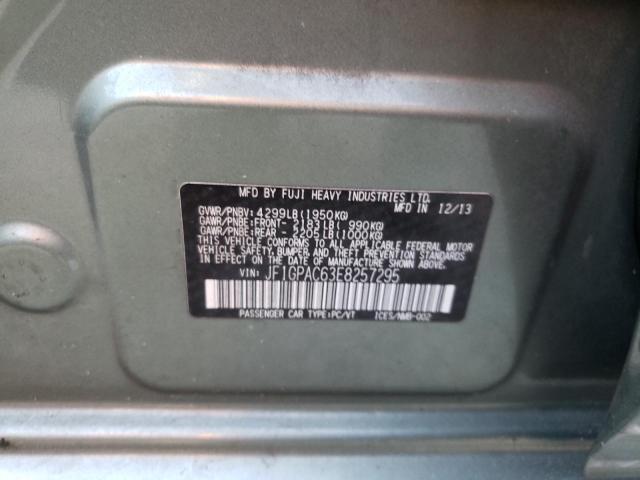 MFD BY FUJI HEAVY INDUSTRIES LTD.
MFD IN 12/13
GVWR/PNBV: 4299LB(1950KG)
GAWR/PNBE:FRONT- 2183LB( 990KG)
GAWR/PNBE:REAR - 2205LB(1000KG)
THIS VEHICLE CONFORMS TO ALL APPLICABLE FEDERAL MOTOR
VEHICLE SAFETY, BUMPER, AND THEFT PREVENTION STANDARDS
IN EFFECT ON THE DATE OF MANUFACTURE SHOWN ABOVE.
VIN: JF1GPAC63E8257295
PASSENGER CAR TYPE:PC/VT ICES/NMB-002